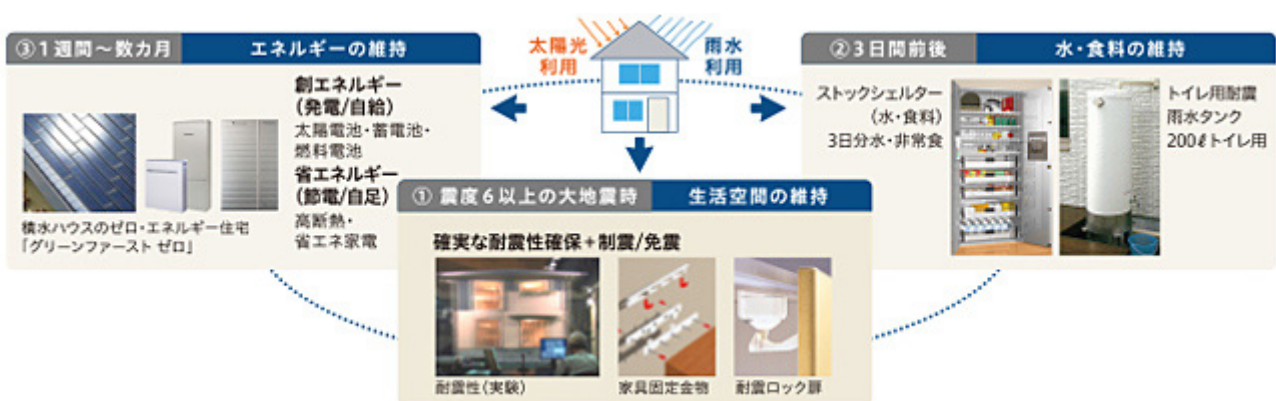 ③1週間～数カ月
エネルギーの維持
創エネルギー
(発電/自給)
太陽電池・蓄電池・
燃料電池
省エネルギー
(節電/自足)
高断熱・
省エネ家電
積水ハウスのゼロ・エネルギー住宅
「グリーンファースト ゼロ」
太陽光
利用
雨水
利用
②3日間前後
水・食料の維持
ストックシェルター
(水・食料)
3日分水・非常食
トイレ用耐震
雨水タンク
200ℓトイレ用
① 震度6以上の大地震時
生活空間の維持
確実な耐震性確保+制震/免震
耐震性(実験)
家具固定金物
耐震ロック扉